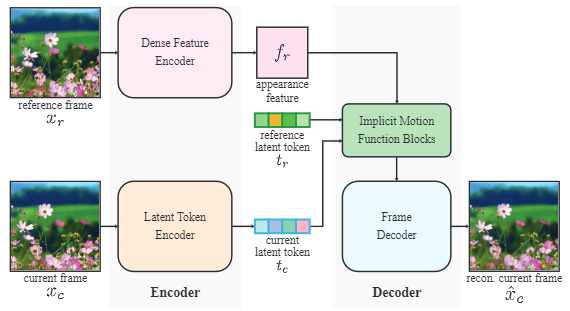 reference frame
x_r
Dense Feature
Encoder
f_r
appearance
feature
reference
latent token
t_r
Implicit Motion
Function Blocks
current frame
x_c
Latent Token
Encoder
current
latent token
t_c
Frame
Decoder
recon. current frame
x̂_c
Encoder
Decoder